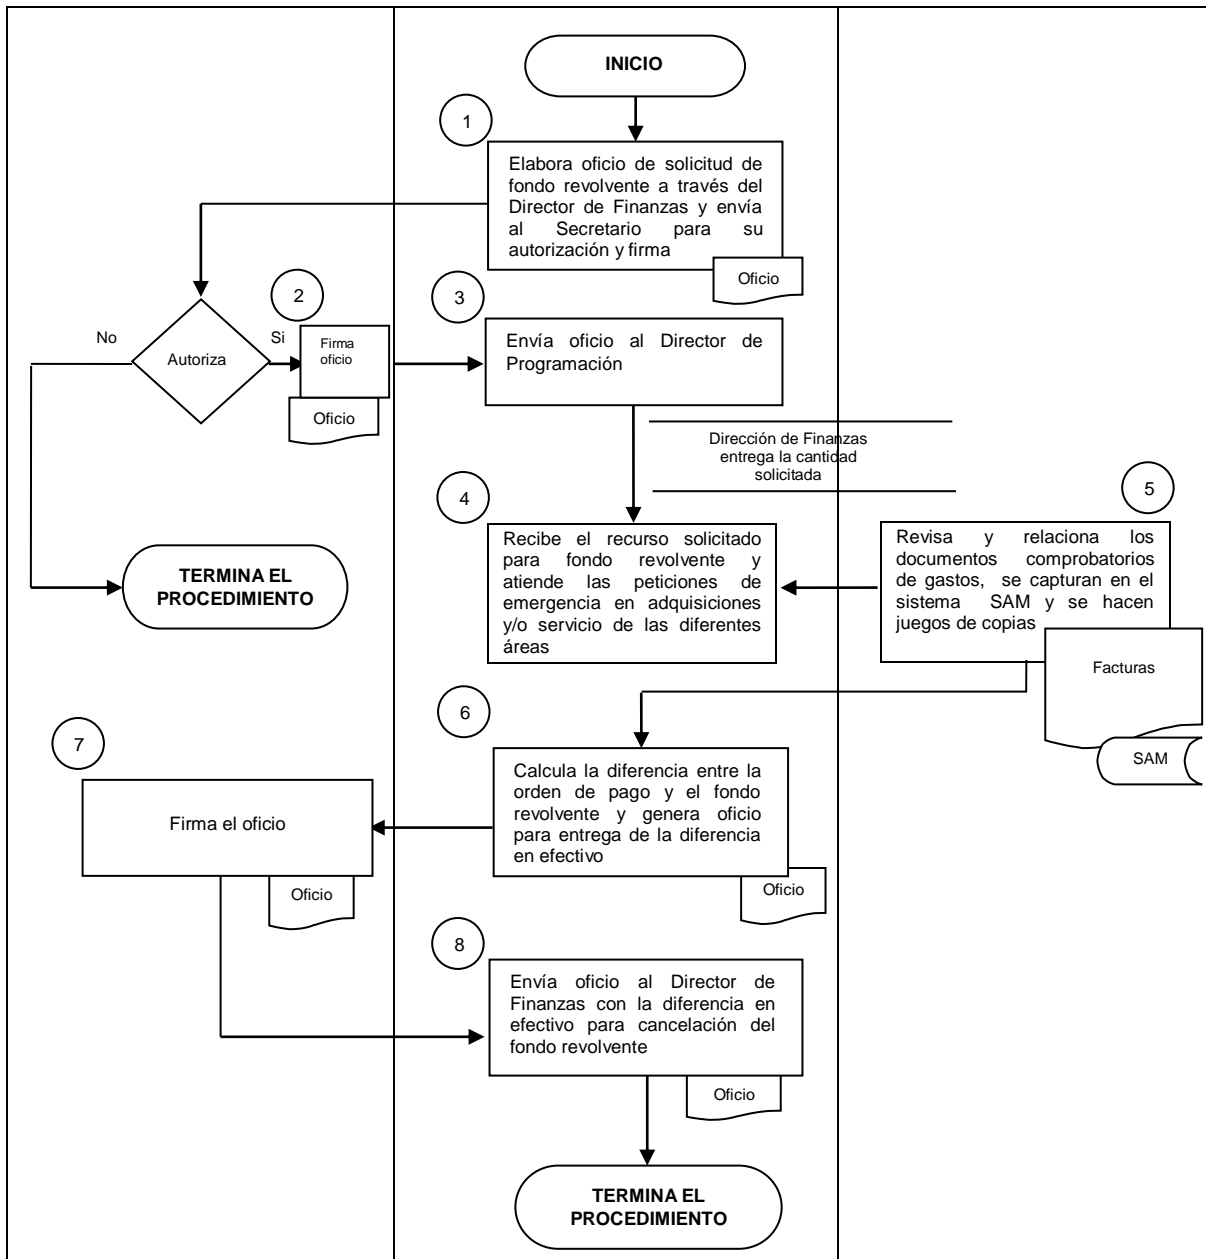 INICIO
1
Elabora oficio de solicitud de
fondo revolvente a través del
Director de Finanzas y envía
al Secretario para su
autorización y firma
Oficio
No
Autoriza
Si
2
Firma
oficio
Oficio
3
Envía oficio al Director de
Programación
Dirección de Finanzas
entrega la cantidad
solicitada
TERMINA EL
PROCEDIMIENTO
4
Recibe el recurso solicitado
para fondo revolvente y
atiende las peticiones de
emergencia en adquisiciones
y/o servicio de las diferentes
áreas
5
Revisa y relaciona los
documentos comprobatorios
de gastos, se capturan en el
sistema SAM y se hacen
juegos de copias
Facturas
SAM
6
Calcula la diferencia entre la
orden de pago y el fondo
revolvente y genera oficio
para entrega de la diferencia
en efectivo
Oficio
7
Firma el oficio
Oficio
8
Envía oficio al Director de
Finanzas con la diferencia en
efectivo para cancelación del
fondo revolvente
Oficio
TERMINA EL
PROCEDIMIENTO